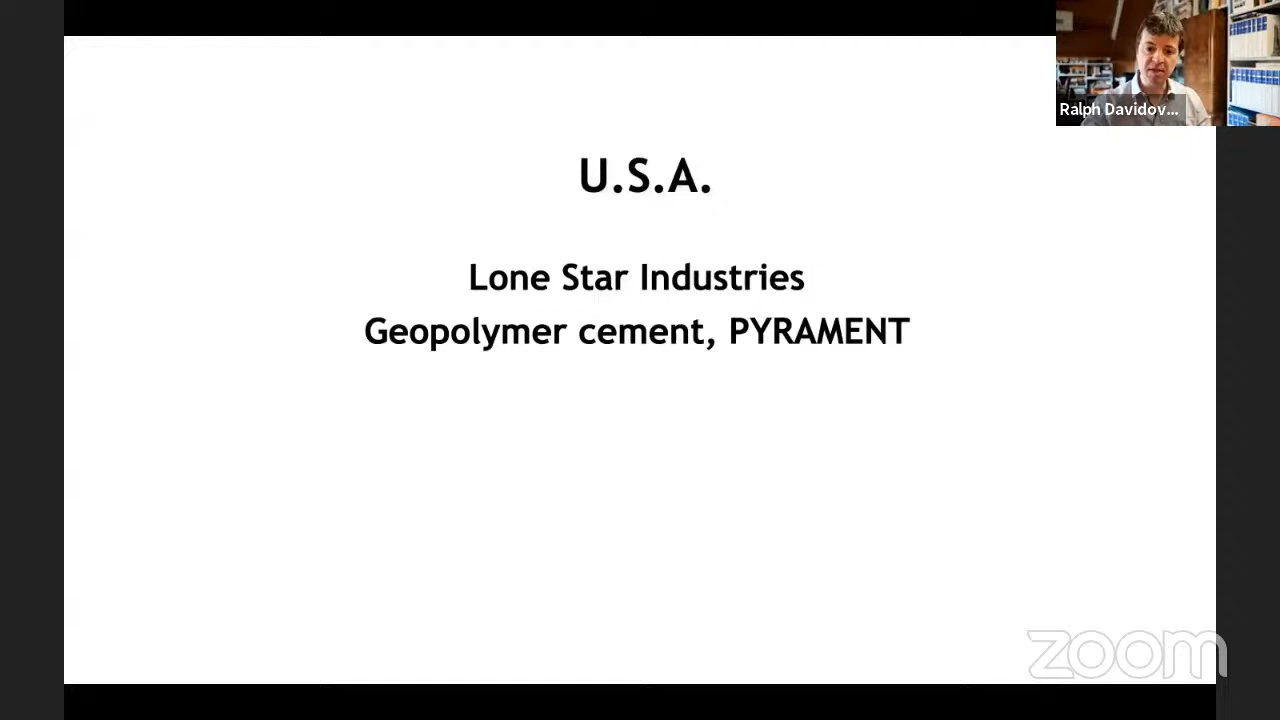 U.S.A.
Lone Star Industries
Geopolymer cement, PYRAMENT
Ralph Davidov...
zoom